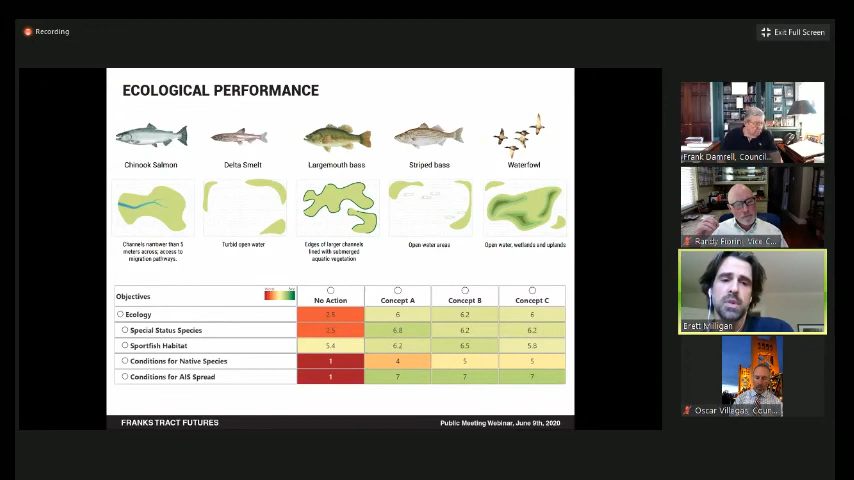 Recording
Exit Full Screen
ECOLOGICAL PERFORMANCE
Chinook Salmon
Delta Smelt
Largemouth bass
Striped bass
Waterfowl
Channels narrower than 5
meters across; access to
migration pathways.
Turbid open water
Edges of larger channels
lined with submerged
aquatic vegetation
Open water areas
Open water, wetlands and uplands
Objectives
No Action
Concept A
Concept B
Concept C
Ecology 2.5 6 6.2 6
Special Status Species 2.5 6.8 6.2 6.2
Sportfish Habitat 5.4 6.2 6.5 5.8
Conditions for Native Species 1 4 5 5
Conditions for AIS Spread 1 7 7 7
FRANKS TRACT FUTURES
Public Meeting Webinar, June 9th, 2020
Frank Damrell, Council...
Randy Fiorini, Vice C...
Brett Milligan
Oscar Villegas, Coun...